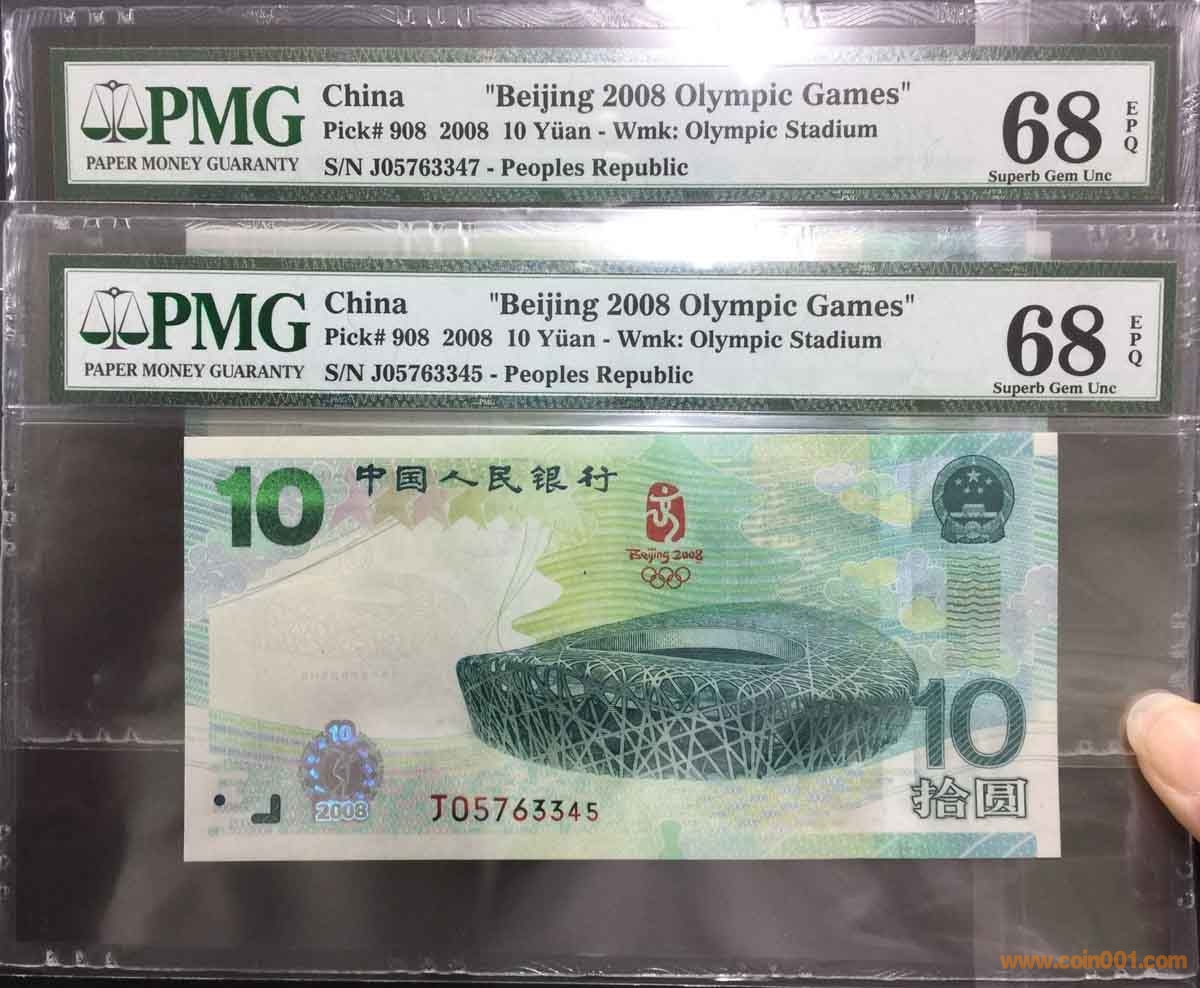 PMG
PAPER MONEY GUARANTY
China "Beijing 2008 Olympic Games"
Pick# 908 2008 10 Yüan - Wmk: Olympic Stadium
S/N J05763347 - Peoples Republic
68
EPQ
Superb Gem Unc
PMG
PAPER MONEY GUARANTY
China "Beijing 2008 Olympic Games"
Pick# 908 2008 10 Yüan - Wmk: Olympic Stadium
S/N J05763345 - Peoples Republic
68
EPQ
Superb Gem Unc
10 中国人民银行
Beijing 2008
10
拾圆
10
2008
J05763345
www.coin001.com